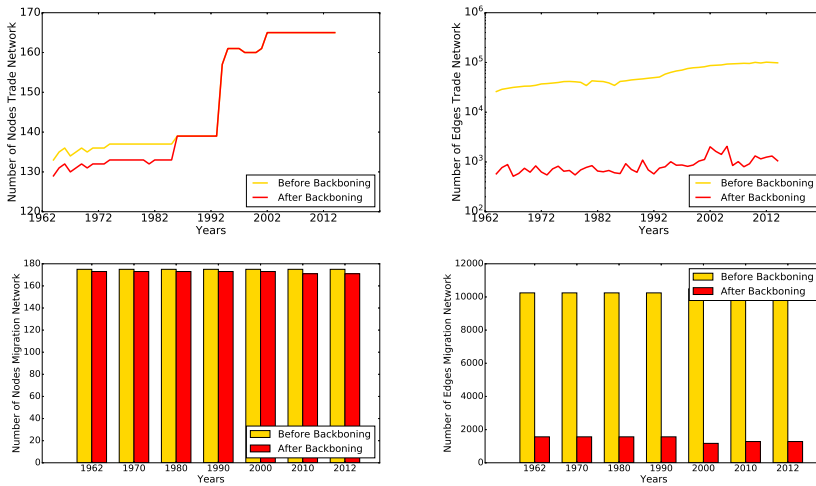 170
160
150
140
130
120
Number of Nodes Trade Network
1962 1972 1982 1992 2002 2012
Years
Before Backboning
After Backboning
10^6
10^5
10^4
10^3
10^2
Number of Edges Trade Network
1962 1972 1982 1992 2002 2012
Years
Before Backboning
After Backboning
180
160
140
120
100
80
60
40
20
0
Number of Nodes Migration Network
1962 1970 1980 1990 2000 2010 2012
Years
Before Backboning
After Backboning
12000
10000
8000
6000
4000
2000
0
Number of Edges Migration Network
1962 1970 1980 1990 2000 2010 2012
Years
Before Backboning
After Backboning